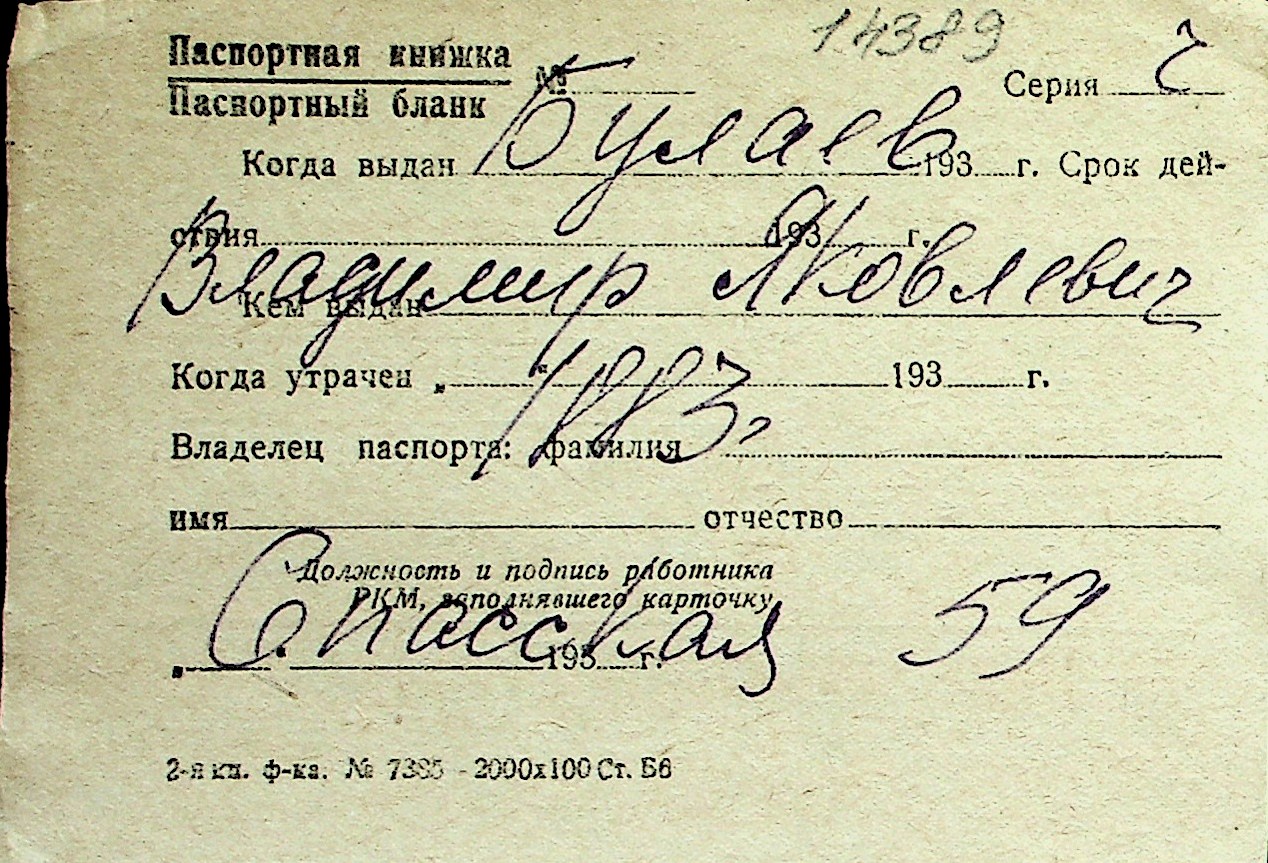 14389
Паспортная книжка
Паспортный бланк № Серия
Булаев
Когда выдан 193 г. Срок дей-
ствия 193 г.
Владимир Яковлевич
Кем выдан
Когда утрачен „ “ 193 г.
1883 г.
Владелец паспорта: фамилия
имя отчество
Должность и подпись работника
РКМ, заполнявшего карточку
Спасская 59
„ 193 г.
2-я кн. ф-ка. № 7385 - 2000х100 Ст. Б6